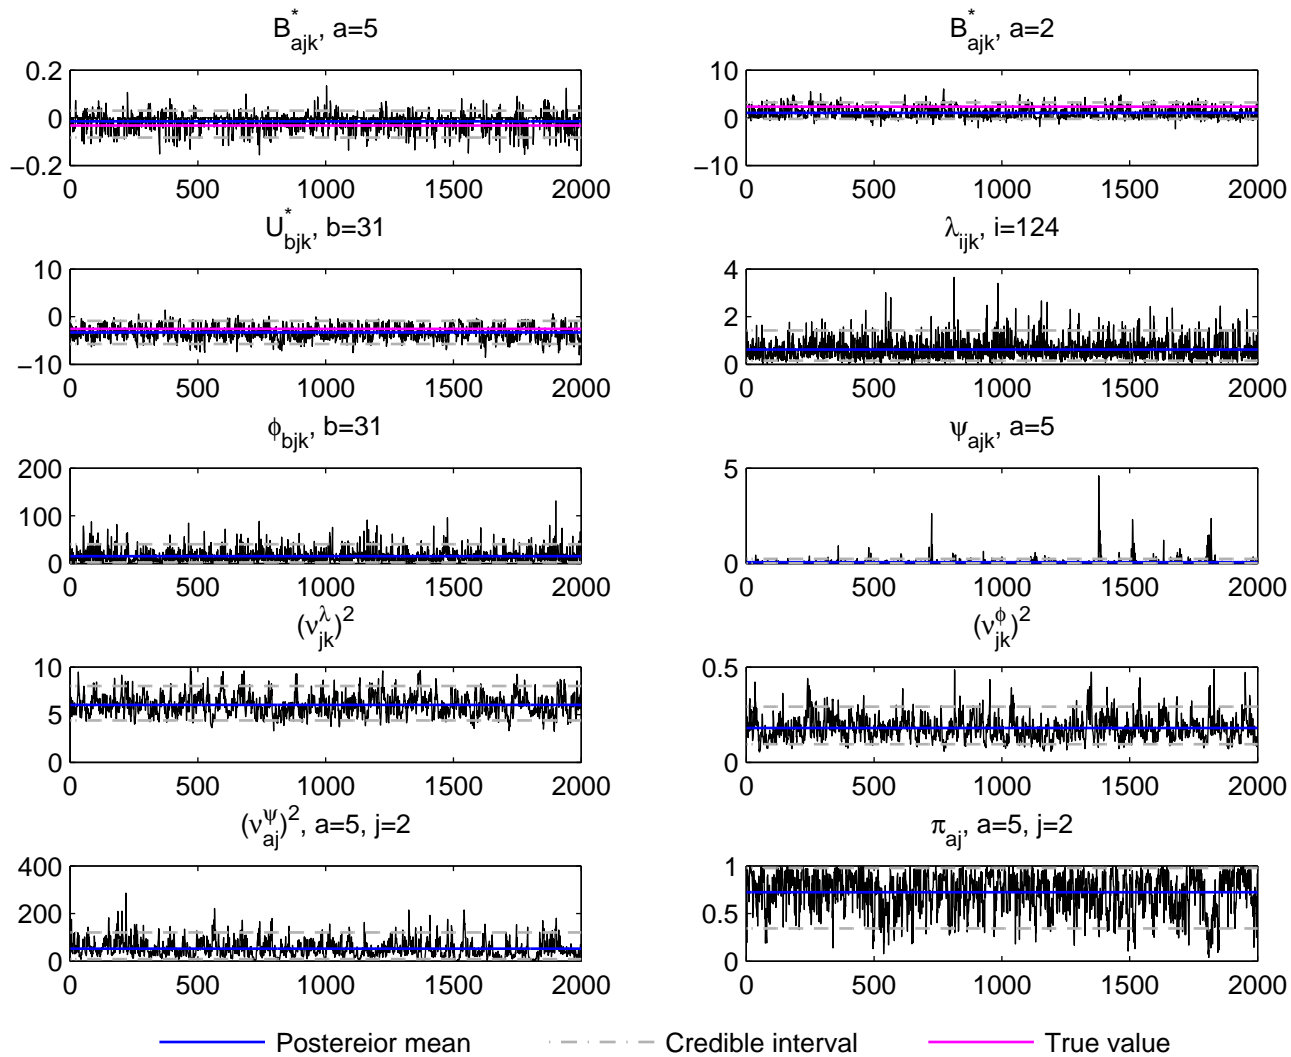 B*ajk, a=5
B*ajk, a=2
0.2
0
−0.2
0 500 1000 1500 2000
10
0
−10
0 500 1000 1500 2000
U*bjk, b=31
λijk, i=124
10
0
−10
0 500 1000 1500 2000
4
2
0
0 500 1000 1500 2000
ϕbjk, b=31
ψajk, a=5
200
100
0
0 500 1000 1500 2000
5
0
0 500 1000 1500 2000
(νλjk)2
(νϕjk)2
10
5
0
0 500 1000 1500 2000
0.5
0
0 500 1000 1500 2000
(νψaj)2, a=5, j=2
πaj, a=5, j=2
400
200
0
0 500 1000 1500 2000
1
0.5
0
0 500 1000 1500 2000
Postereior mean
Credible interval
True value